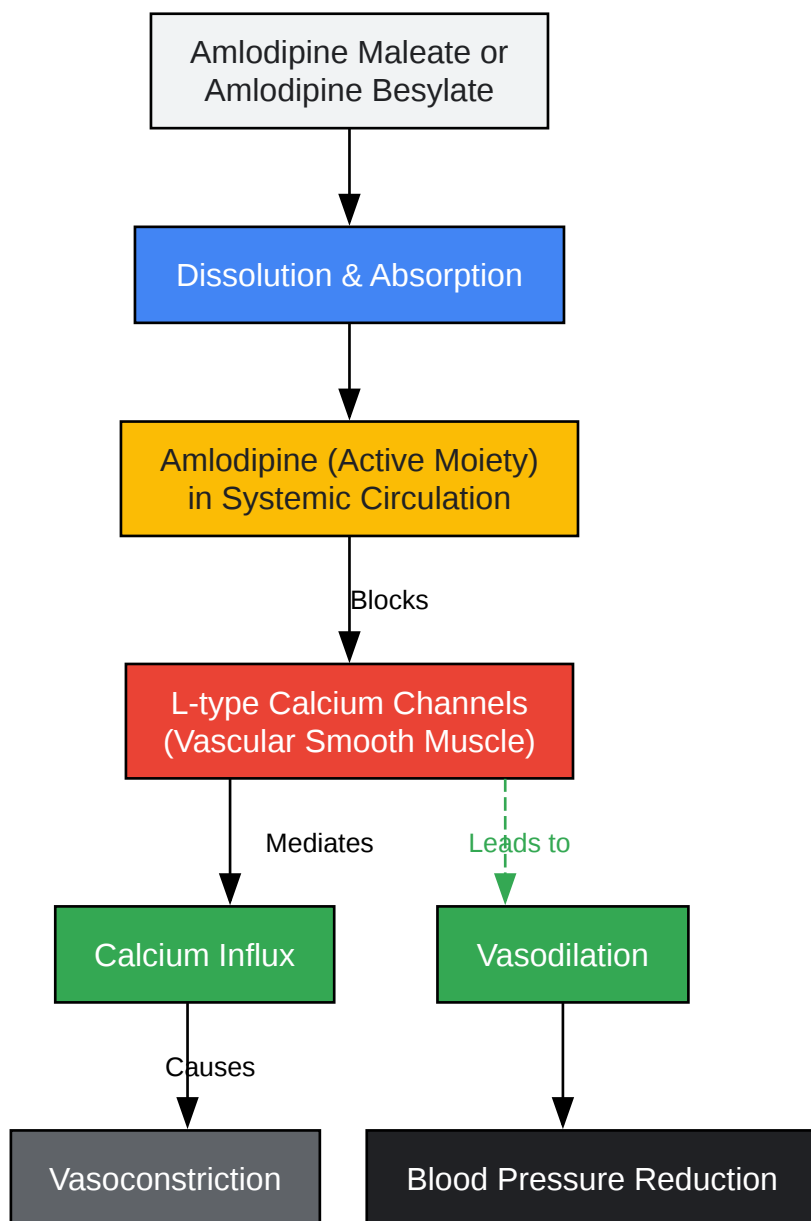 Amlodipine Maleate or
Amlodipine Besylate
Dissolution & Absorption
Amlodipine (Active Moiety)
in Systemic Circulation
Blocks
L-type Calcium Channels
(Vascular Smooth Muscle)
Mediates
Leads to
Calcium Influx
Vasodilation
Causes
Vasoconstriction
Blood Pressure Reduction